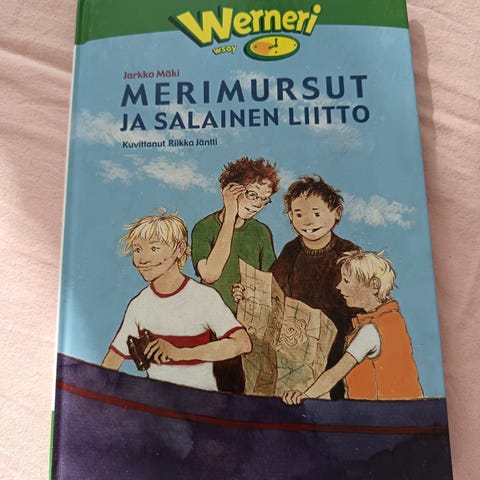 Werneri
wsoy
Jarkko Mäki
MERIMURSUT
JA SALAINEN LIITTO
Kuvittanut Riikka Jäntti